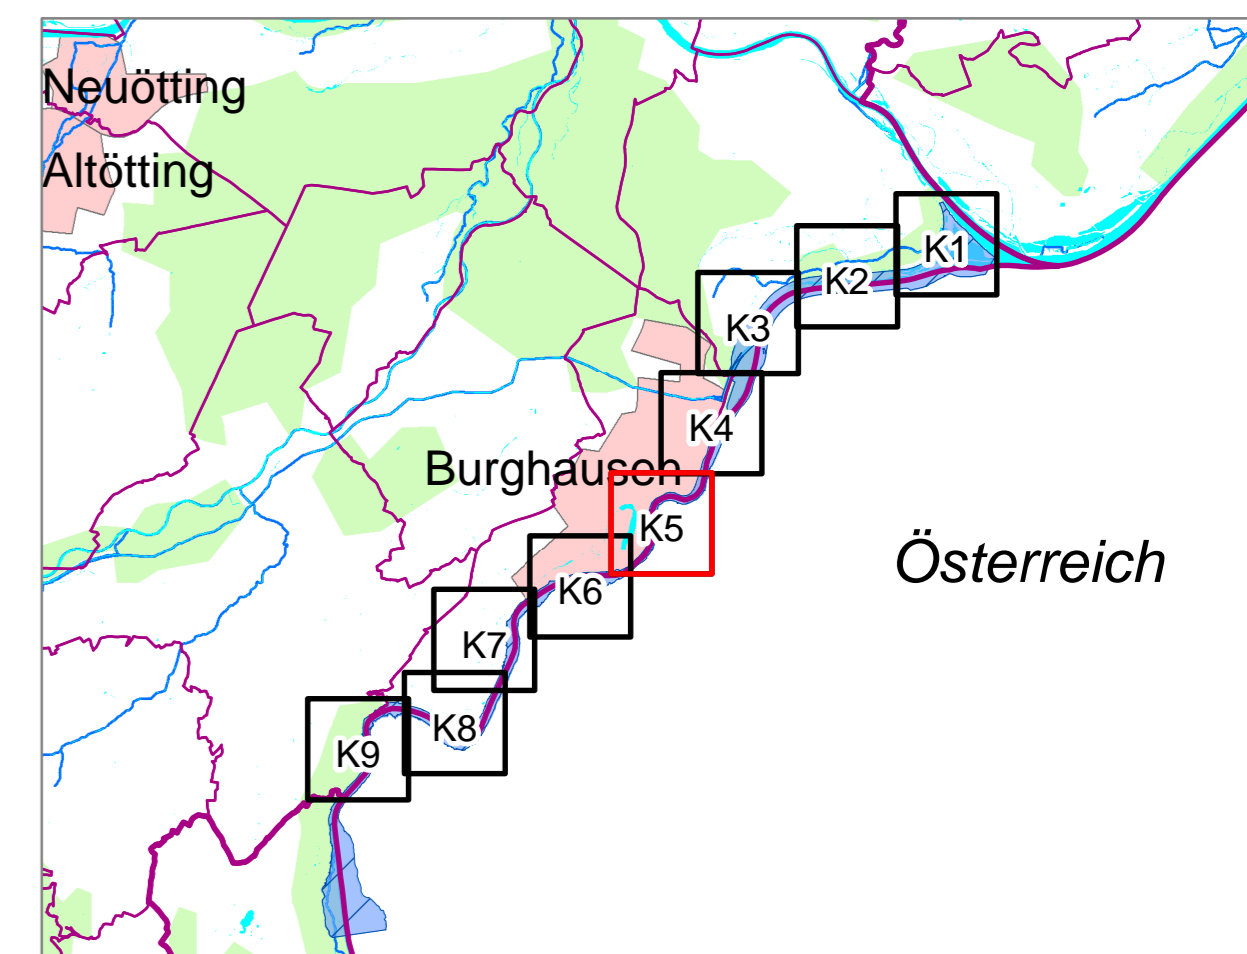 Neuötting
Altötting
K1
K2
K3
K4
Burghausen
K5
Österreich
K6
K7
K8
K9